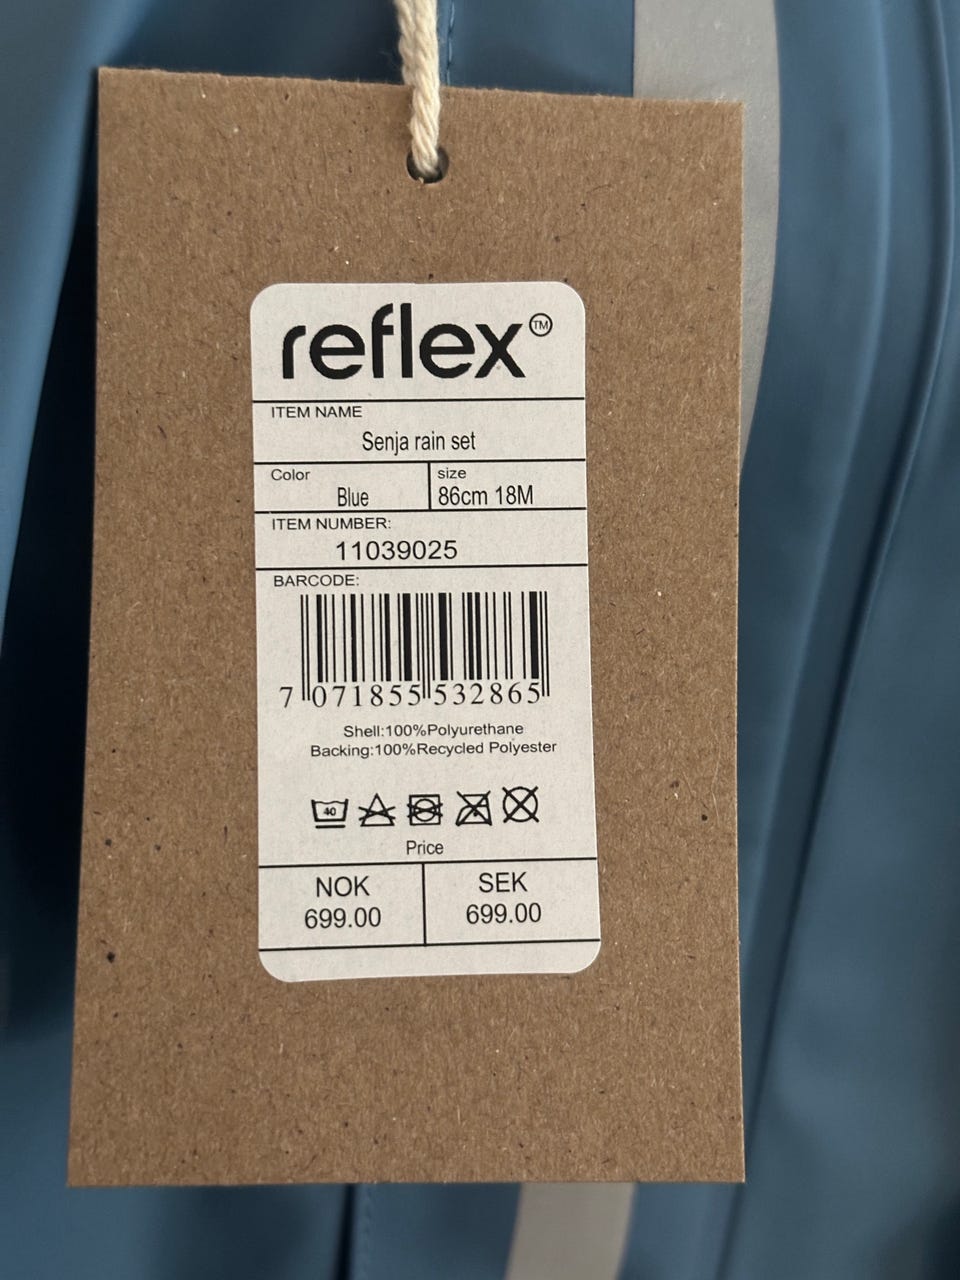 reflex™
ITEM NAME
Senja rain set
Color
Blue
size
86cm 18M
ITEM NUMBER:
11039025
BARCODE:
7 071855 532865
Shell:100%Polyurethane
Backing:100%Recycled Polyester
40
Price
NOK
699.00
SEK
699.00